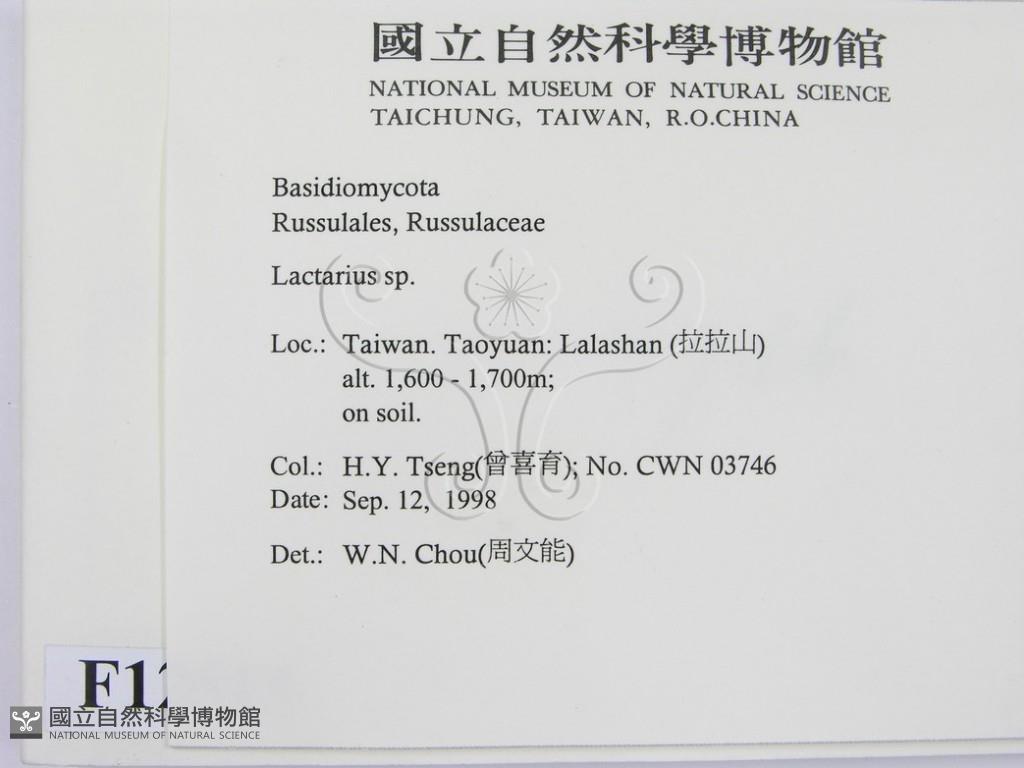 國立自然科學博物館
NATIONAL MUSEUM OF NATURAL SCIENCE
TAICHUNG, TAIWAN, R.O.CHINA
Basidiomycota
Russulales, Russulaceae
Lactarius sp.
Loc.: Taiwan. Taoyuan: Lalashan (拉拉山)
alt. 1,600 - 1,700m;
on soil.
Col.: H.Y. Tseng(曾喜育); No. CWN 03746
Date: Sep. 12, 1998
Det.: W.N. Chou(周文能)
F12
國立自然科學博物館
NATIONAL MUSEUM OF NATURAL SCIENCE